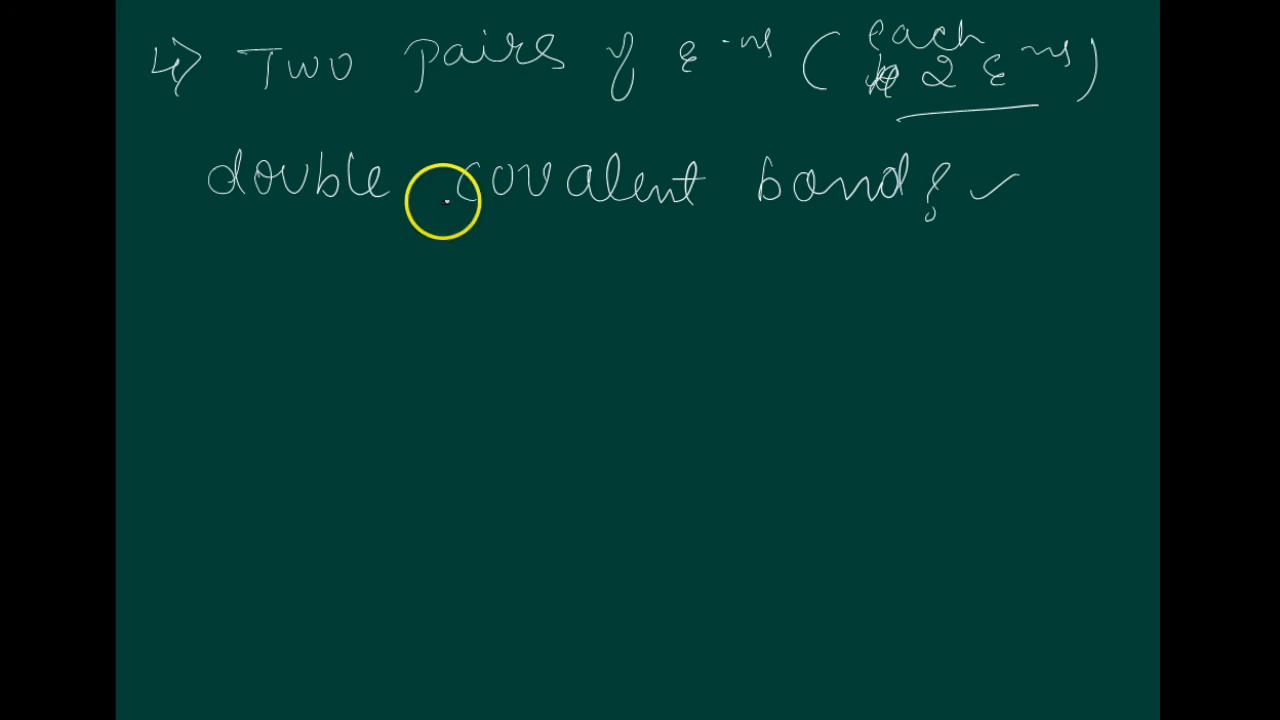 4) Two pairs of ε-ns (each 2 ε-ns)
double covalent bond? ✓